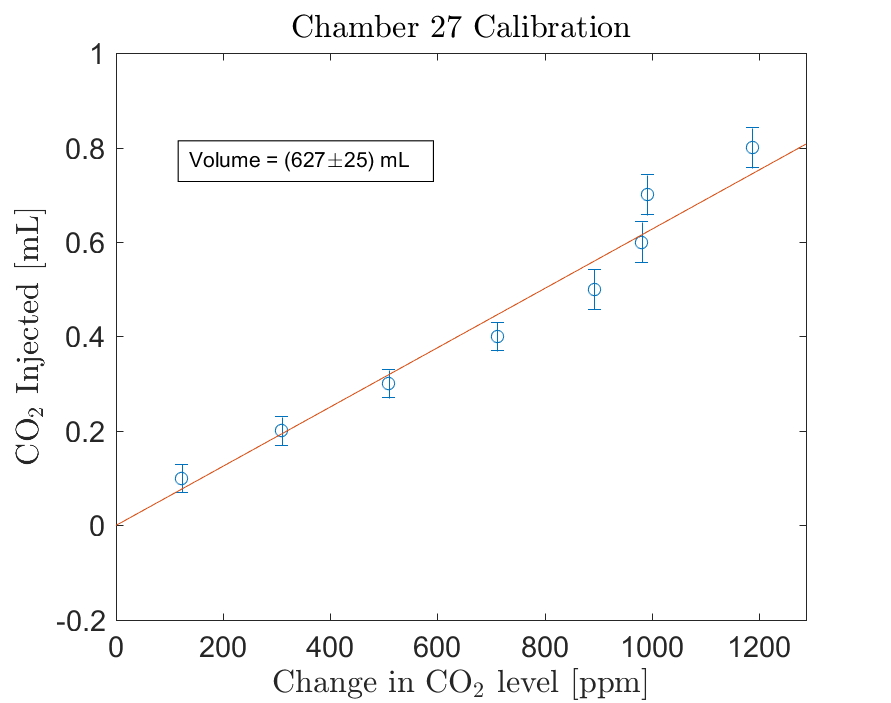 Chamber 27 Calibration
1
0.8
0.6
0.4
0.2
0
-0.2
Volume = (627±25) mL
CO₂ Injected [mL]
0 200 400 600 800 1000 1200
Change in CO₂ level [ppm]